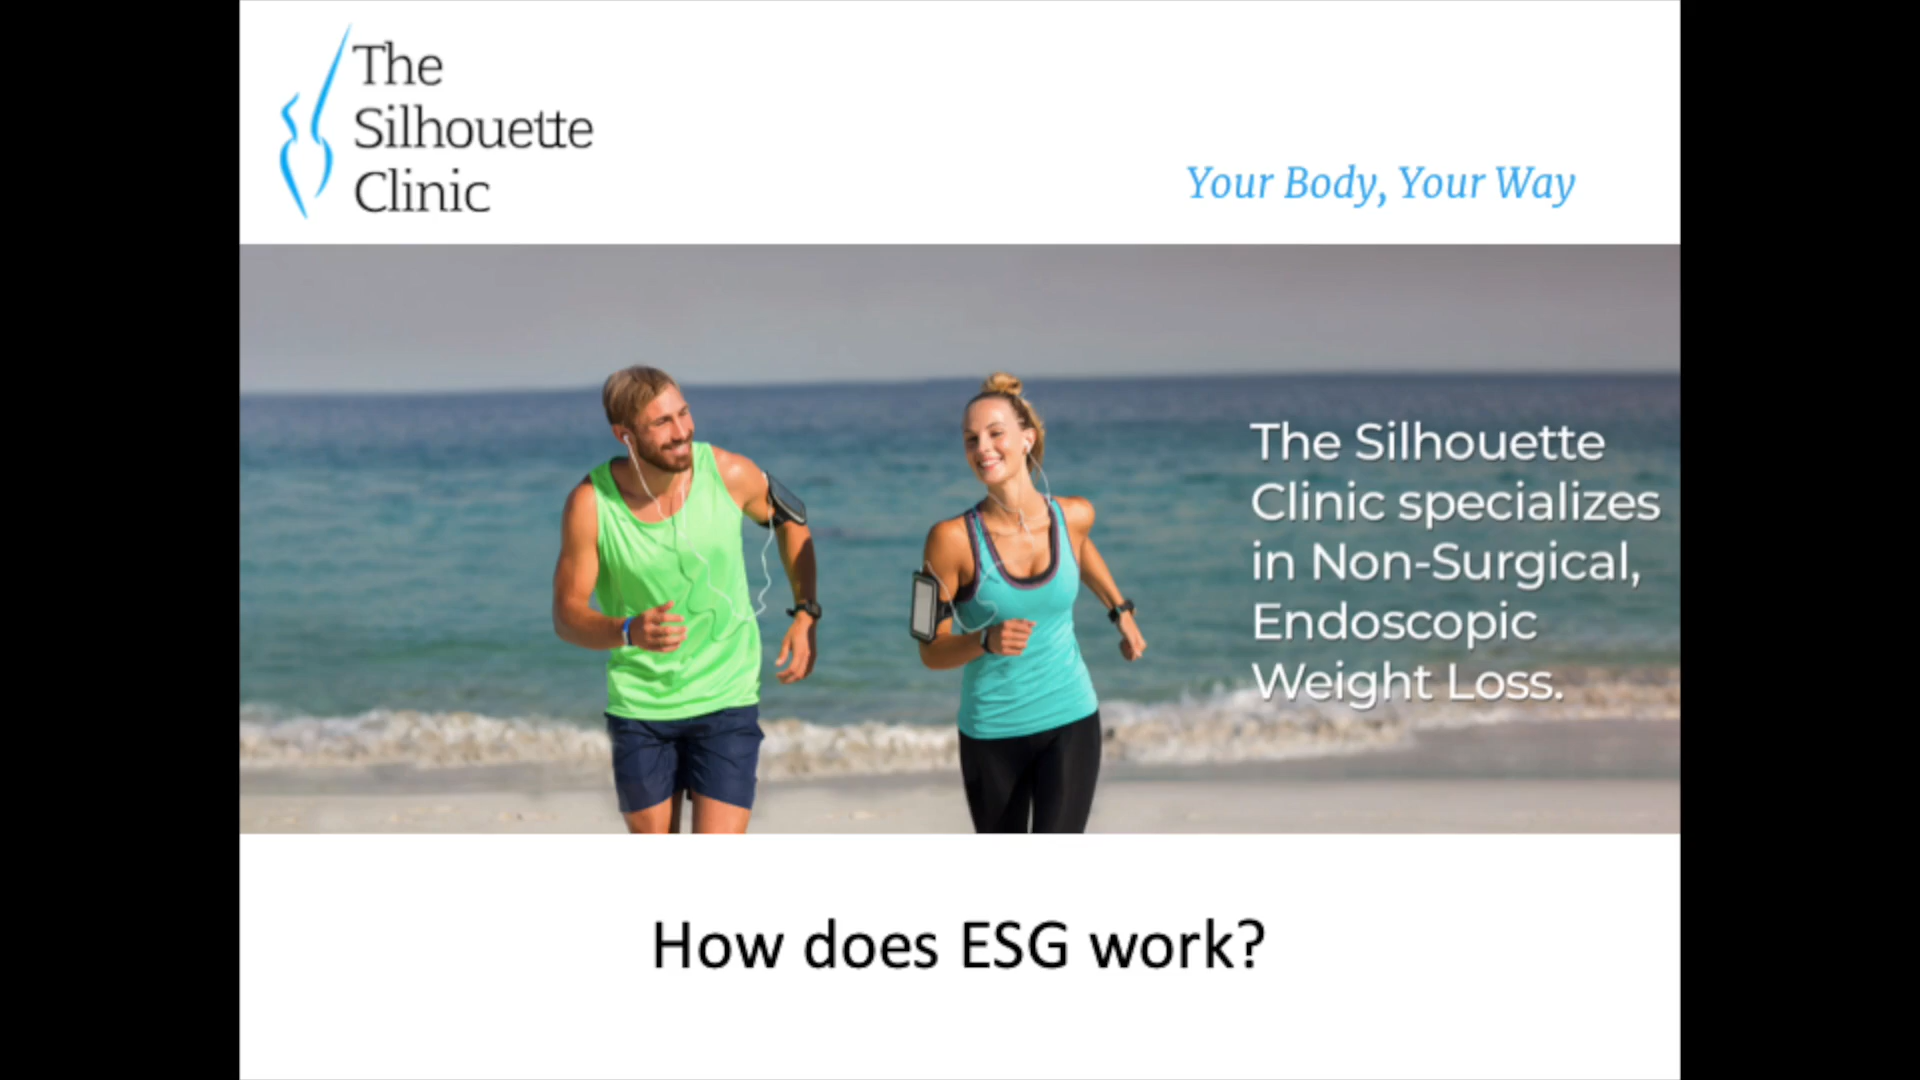 The
Silhouette
Clinic
Your Body, Your Way
The Silhouette
Clinic specializes
in Non-Surgical,
Endoscopic
Weight Loss.
How does ESG work?